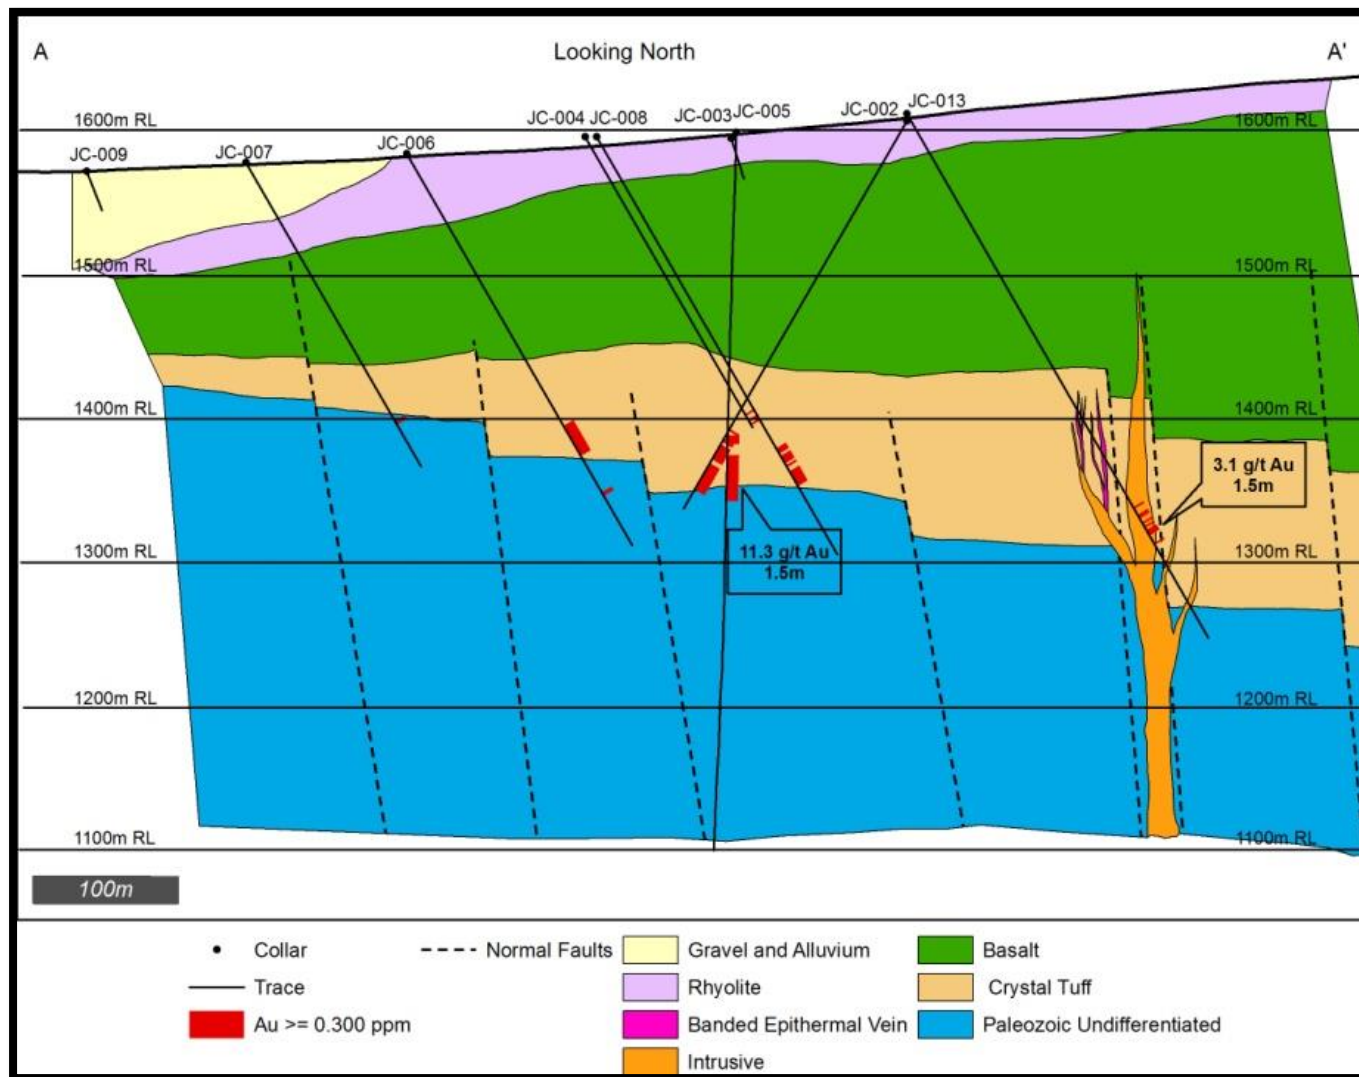 A Looking North A'
JC-004 JC-008 JC-003 JC-005 JC-002 JC-013
1600m RL 1600m RL
JC-009 JC-007 JC-006
1500m RL 1500m RL
1400m RL 1400m RL
3.1 g/t Au
1.5m
11.3 g/t Au
1.5m
1300m RL 1300m RL
1200m RL 1200m RL
1100m RL 1100m RL
100m
Collar Normal Faults Gravel and Alluvium Basalt
Trace Rhyolite Crystal Tuff
Au >= 0.300 ppm Banded Epithermal Vein Paleozoic Undifferentiated
Intrusive